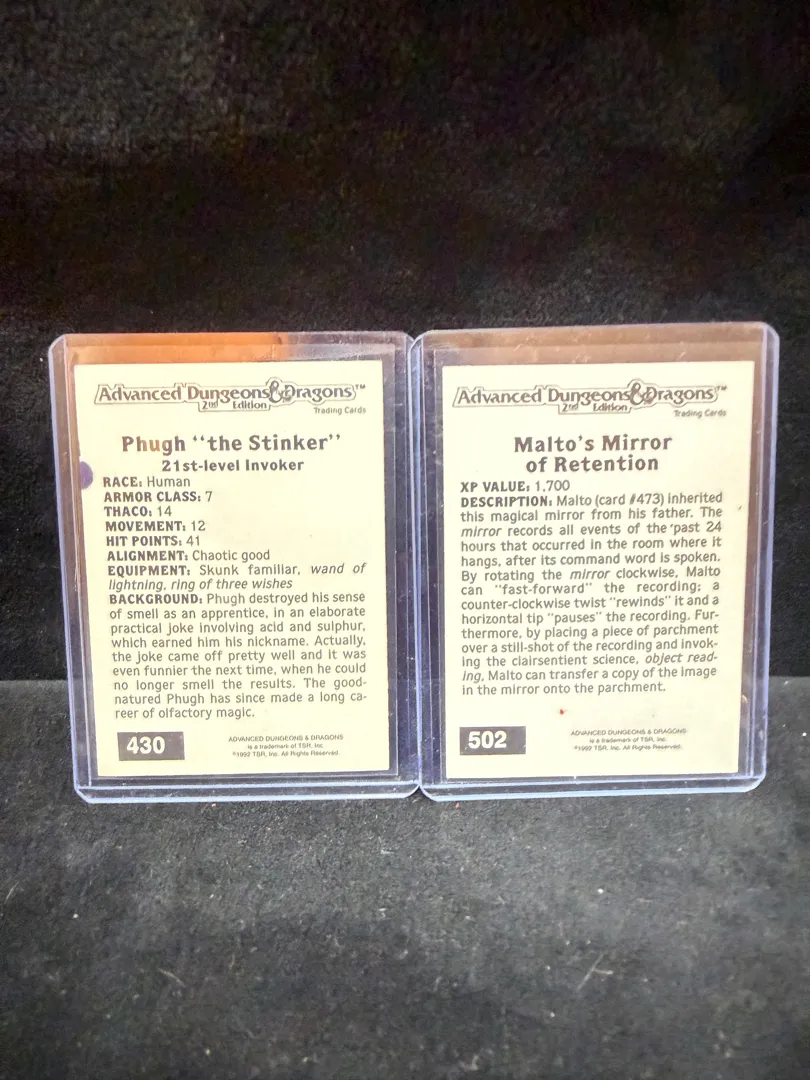 Advanced Dungeons & Dragons™
2nd Edition
Trading Cards
Phugh "the Stinker"
21st-level Invoker
RACE: Human
ARMOR CLASS: 7
THAC0: 14
MOVEMENT: 12
HIT POINTS: 41
ALIGNMENT: Chaotic good
EQUIPMENT: Skunk familiar, wand of
lightning, ring of three wishes
BACKGROUND: Phugh destroyed his sense
of smell as an apprentice, in an elaborate
practical joke involving acid and sulphur,
which earned him his nickname. Actually,
the joke came off pretty well and it was
even funnier the next time, when he could
no longer smell the results. The good-
natured Phugh has since made a long ca-
reer of olfactory magic.
430
ADVANCED DUNGEONS & DRAGONS
is a trademark of TSR, Inc.
©1992 TSR, Inc. All Rights Reserved.
Advanced Dungeons & Dragons™
2nd Edition
Trading Cards
Malto's Mirror
of Retention
XP VALUE: 1,700
DESCRIPTION: Malto (card #473) inherited
this magical mirror from his father. The
mirror records all events of the past 24
hours that occurred in the room where it
hangs, after its command word is spoken.
By rotating the mirror clockwise, Malto
can "fast-forward" the recording; a
counter-clockwise twist "rewinds" it and a
horizontal tip "pauses" the recording. Fur-
thermore, by placing a piece of parchment
over a still-shot of the recording and invok-
ing the clairsentient science, object read-
ing, Malto can transfer a copy of the image
in the mirror onto the parchment.
502
ADVANCED DUNGEONS & DRAGONS
is a trademark of TSR, Inc.
©1992 TSR, Inc. All Rights Reserved.